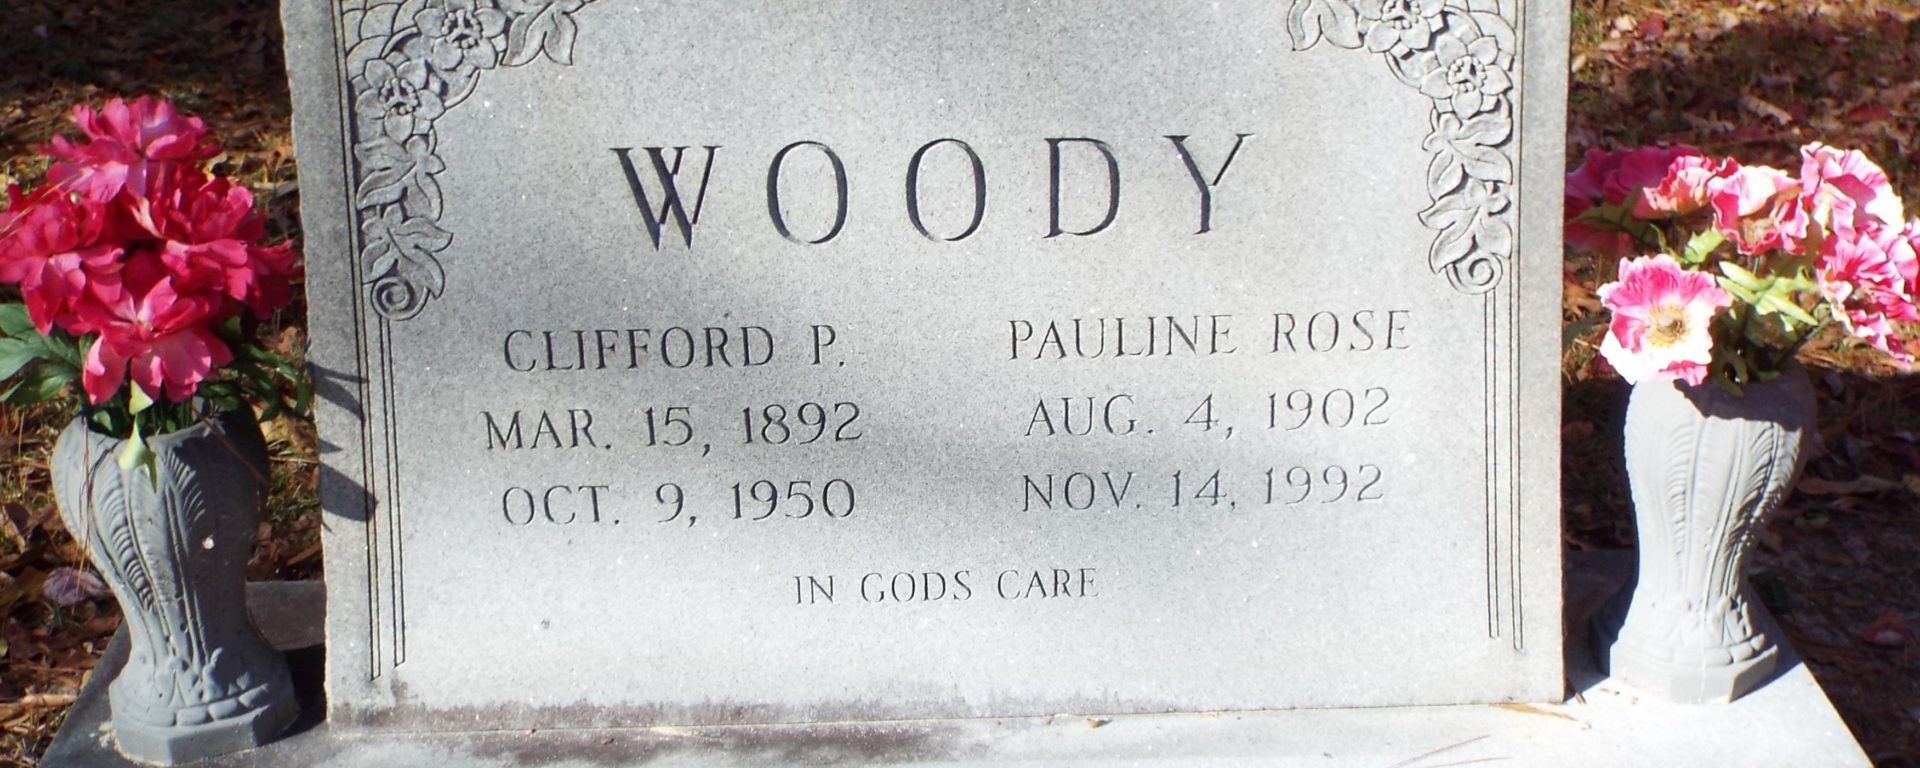 WOODY
CLIFFORD P.
MAR. 15, 1892
OCT. 9, 1950
PAULINE ROSE
AUG. 4, 1902
NOV. 14, 1992
IN GODS CARE